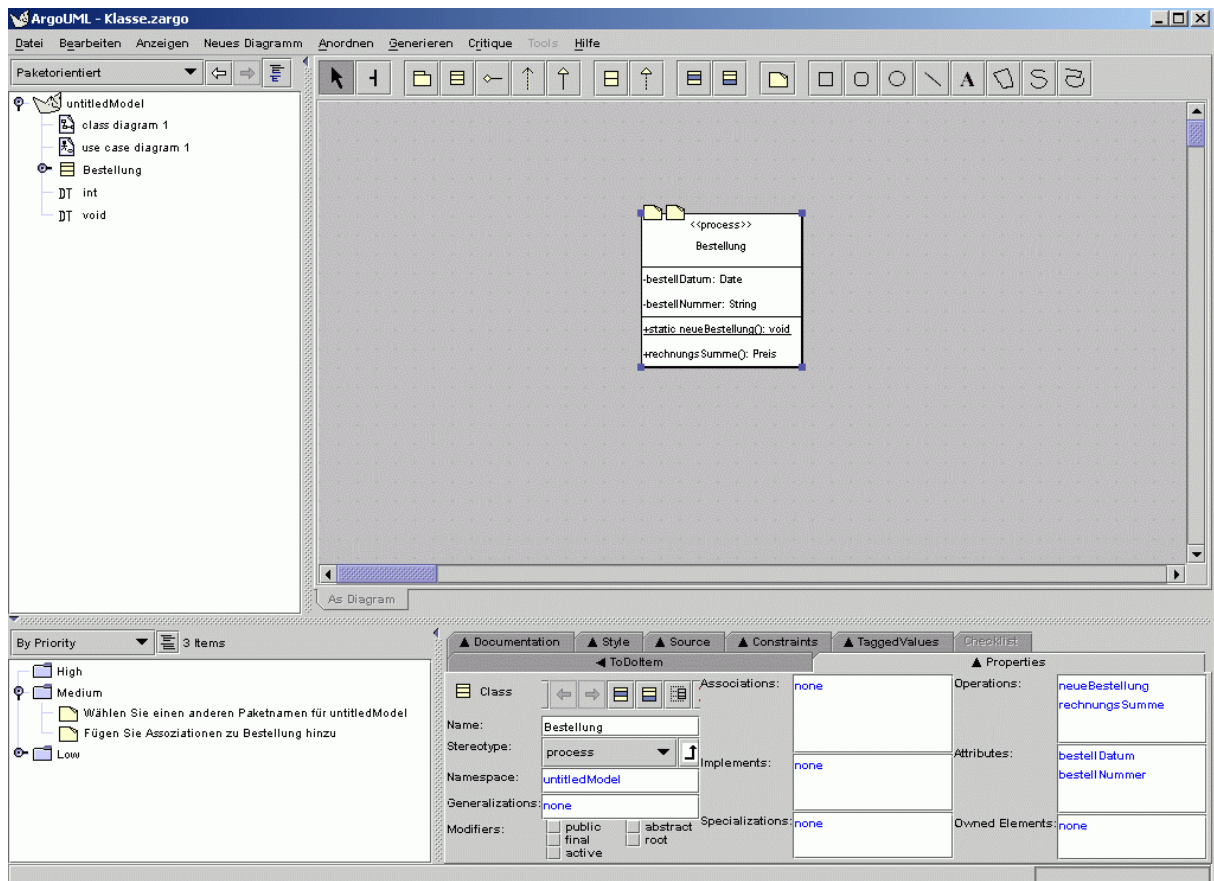 ArgoUML - Klasse.zargo
Datei Bearbeiten Anzeigen Neues Diagramm Anordnen Generieren Critique Tools Hilfe
Paketorientiert
A
untitledModel
class diagram 1
use case diagram 1
Bestellung
DT int
DT void
<<process>>
Bestellung
-bestellDatum: Date
-bestellNummer: String
+static neueBestellung(): void
+rechnungsSumme(): Preis
As Diagram
By Priority
3 Items
High
Medium
Wählen Sie einen anderen Paketnamen für untitledModel
Fügen Sie Assoziationen zu Bestellung hinzu
Low
Documentation Style Source Constraints TaggedValues Checklist
ToDoItem Properties
Class
Name: Bestellung
Stereotype: process
Namespace: untitledModel
Generalizations: none
Modifiers: public abstract
final root
active
Associations: none
Implements: none
Specializations: none
Operations: neueBestellung
rechnungsSumme
Attributes: bestellDatum
bestellNummer
Owned Elements: none